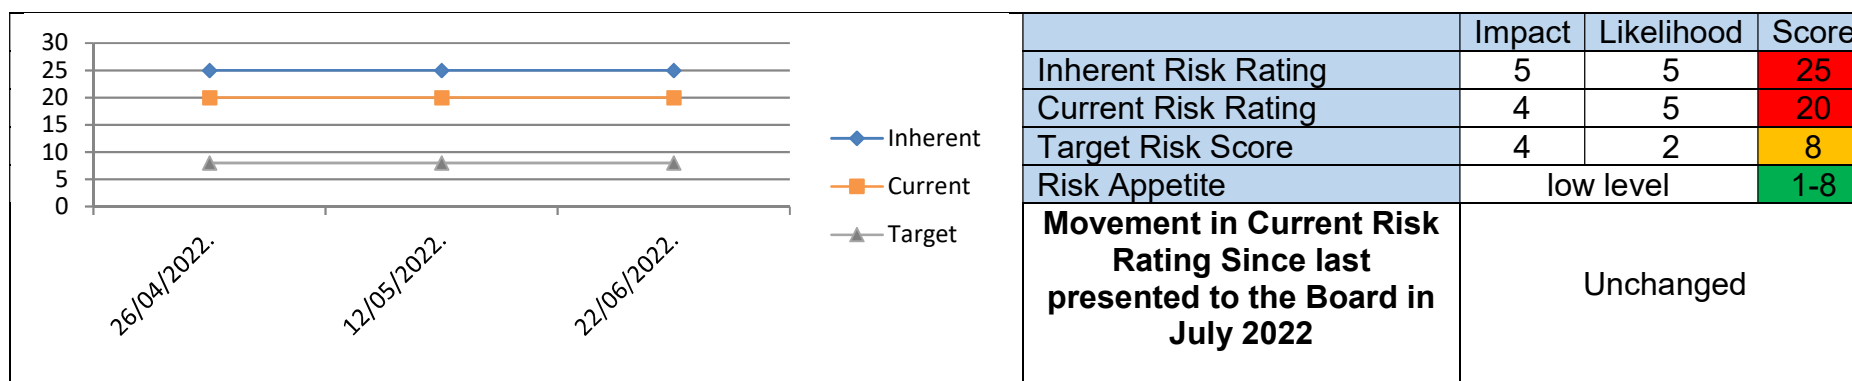 30
25
20
15
10
5
0
26/04/2022.
12/05/2022.
22/06/2022.
Inherent
Current
Target
Impact Likelihood Score
Inherent Risk Rating 5 5 25
Current Risk Rating 4 5 20
Target Risk Score 4 2 8
Risk Appetite low level 1-8
Movement in Current Risk
Rating Since last
presented to the Board in
July 2022
Unchanged